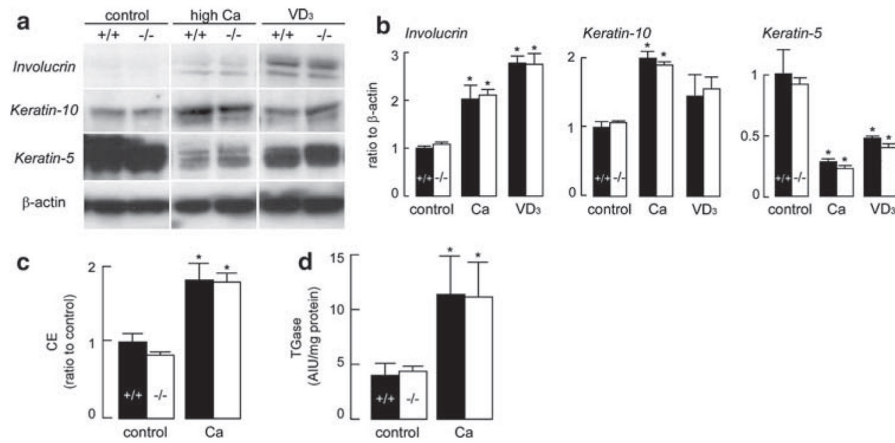 a
control high Ca VD3
+/+ -/- +/+ -/- +/+ -/-
Involucrin
Keratin-10
Keratin-5
β-actin
b
Involucrin Keratin-10 Keratin-5
ratio to β-actin
3
2
1
0
* * * *
+/+ -/-
control Ca VD3
2
1
0
* *
+/+ -/-
control Ca VD3
1
0.5
0
* * * *
+/+ -/-
control Ca VD3
c
CE
(ratio to control)
2
1
0
* *
+/+ -/-
control Ca
d
TGase
(AIU/mg protein)
15
10
5
0
* *
+/+ -/-
control Ca